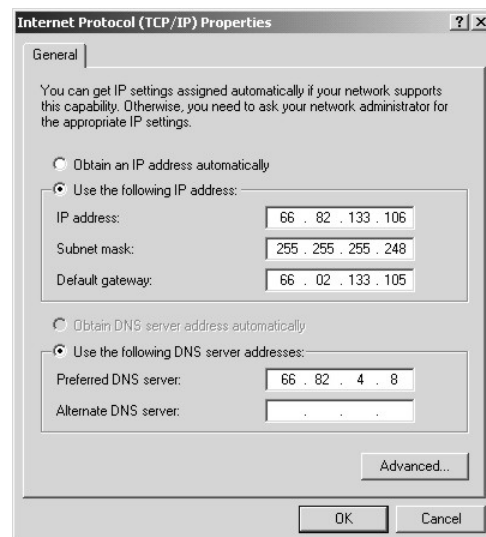 Internet Protocol (TCP/IP) Properties
? ×
General
You can get IP settings assigned automatically if your network supports
this capability. Otherwise, you need to ask your network administrator for
the appropriate IP settings.
Obtain an IP address automatically
Use the following IP address:
IP address: 66 . 82 . 133 . 106
Subnet mask: 255 . 255 . 255 . 248
Default gateway: 66 . 02 . 133 . 105
Obtain DNS server address automatically
Use the following DNS server addresses:
Preferred DNS server: 66 . 82 . 4 . 8
Alternate DNS server: . . .
Advanced...
OK Cancel